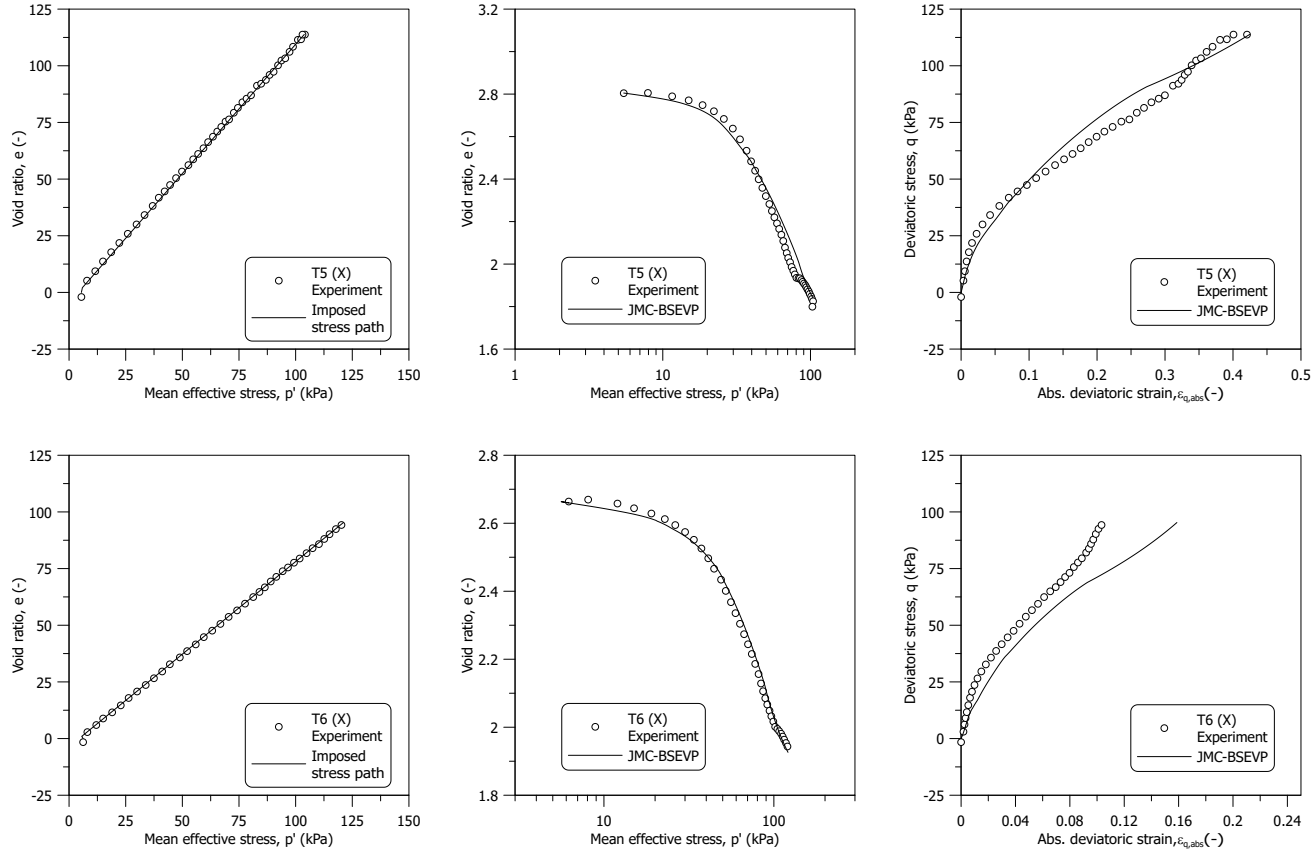 125
100
75
50
25
0
-25
Void ratio, e (-)
0 25 50 75 100 125 150
Mean effective stress, p' (kPa)
T5 (X)
Experiment
Imposed
stress path
3.2
2.8
2.4
2
1.6
Void ratio, e (-)
1 10 100
Mean effective stress, p' (kPa)
T5 (X)
Experiment
JMC-BSEVP
125
100
75
50
25
0
-25
Deviatoric stress, q (kPa)
0 0.1 0.2 0.3 0.4 0.5
Abs. deviatoric strain,εq,abs(-)
T5 (X)
Experiment
JMC-BSEVP
125
100
75
50
25
0
-25
Void ratio, e (-)
0 25 50 75 100 125 150
Mean effective stress, p' (kPa)
T6 (X)
Experiment
Imposed
stress path
2.8
2.6
2.4
2.2
2
1.8
Void ratio, e (-)
10 100
Mean effective stress, p' (kPa)
T6 (X)
Experiment
JMC-BSEVP
125
100
75
50
25
0
-25
Deviatoric stress, q (kPa)
0 0.04 0.08 0.12 0.16 0.2 0.24
Abs. deviatoric strain,εq,abs(-)
T6 (X)
Experiment
JMC-BSEVP